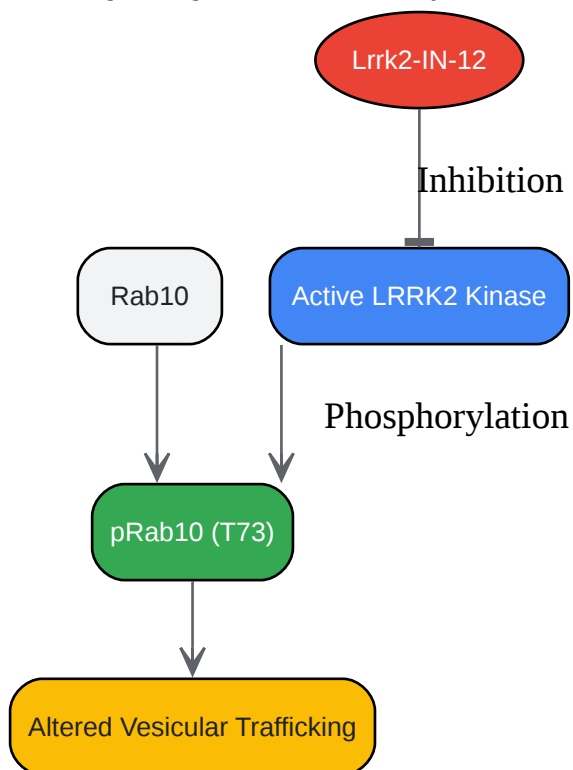 Lrrk2-IN-12
Inhibition
Rab10
Active LRRK2 Kinase
Phosphorylation
pRab10 (T73)
Altered Vesicular Trafficking